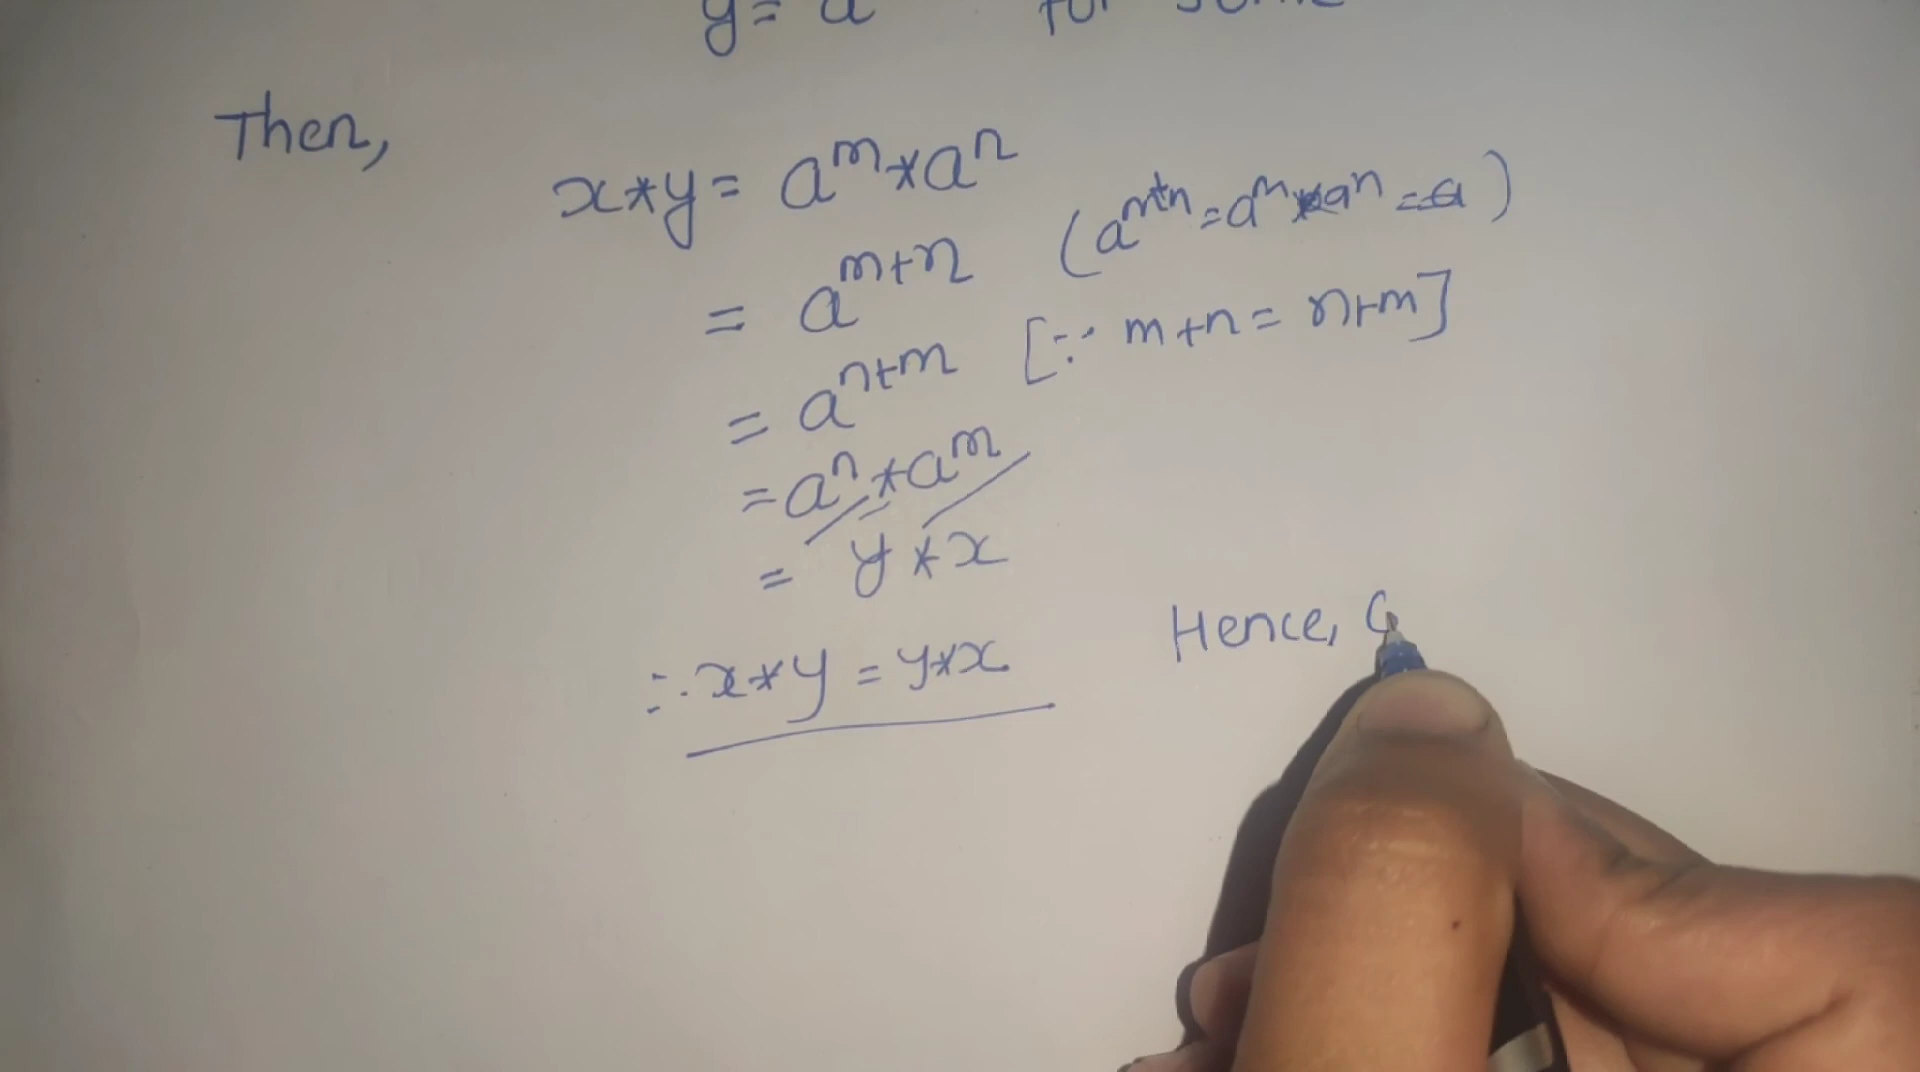 y = a
Then,
x*y = a^m * a^n
= a^{m+n} (a^{m+n} = a^m * a^n = a)
= a^{n+m} [∵ m+n = n+m]
= a^n * a^m
= y * x
∴ x*y = y*x
Hence, G